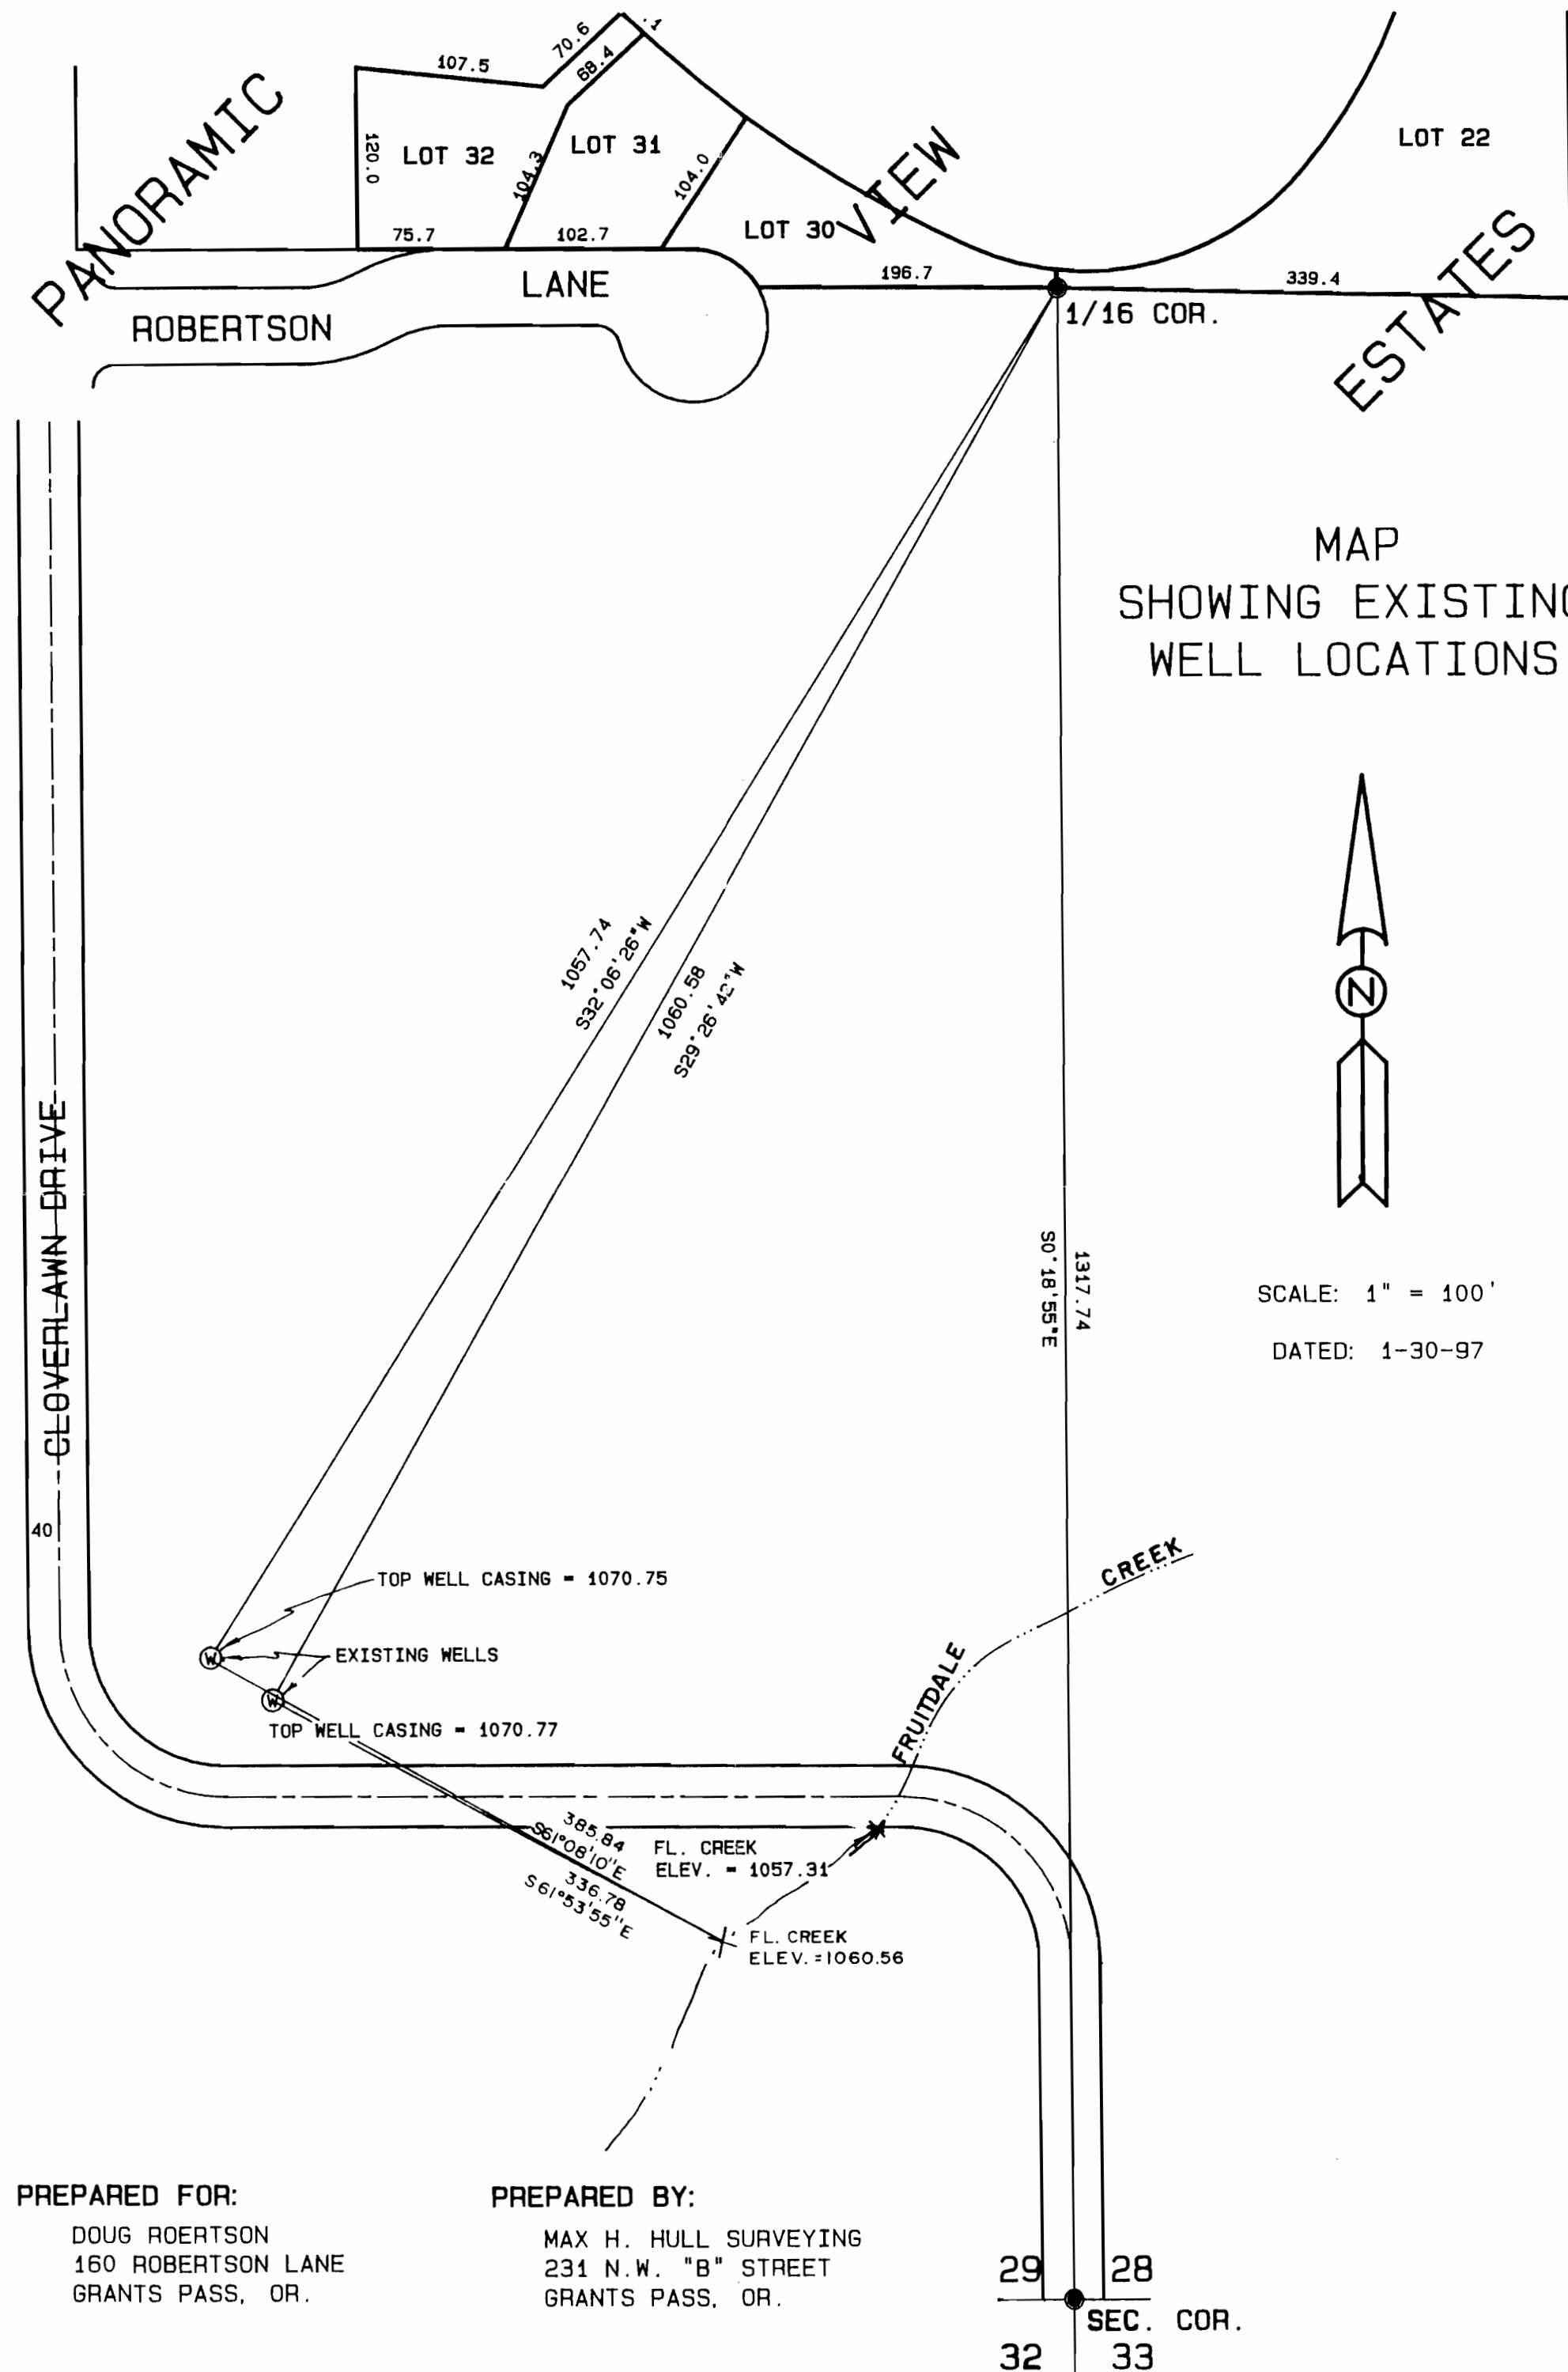 PANORAMIC
VIEW
ESTATES
107.5
70.6
.1
68.4
120.0
LOT 32
104.3
LOT 31
104.0
LOT 30
LOT 22
75.7
102.7
196.7
339.4
LANE
ROBERTSON
1/16 COR.
MAP
SHOWING EXISTING
WELL LOCATIONS
N
1057.74
S32°06'26"W
1060.58
S29°26'42"W
1317.74
S0°18'55"E
SCALE: 1" = 100'
DATED: 1-30-97
CLOVERLAWN DRIVE
40
TOP WELL CASING = 1070.75
W
EXISTING WELLS
W
TOP WELL CASING = 1070.77
FRUITDALE
CREEK
385.84
S61°08'10"E
336.78
S61°53'55"E
FL. CREEK
ELEV. = 1057.31
FL. CREEK
ELEV.=1060.56
PREPARED FOR:
DOUG ROERTSON
160 ROBERTSON LANE
GRANTS PASS, OR.
PREPARED BY:
MAX H. HULL SURVEYING
231 N.W. "B" STREET
GRANTS PASS, OR.
29 28
SEC. COR.
32 33